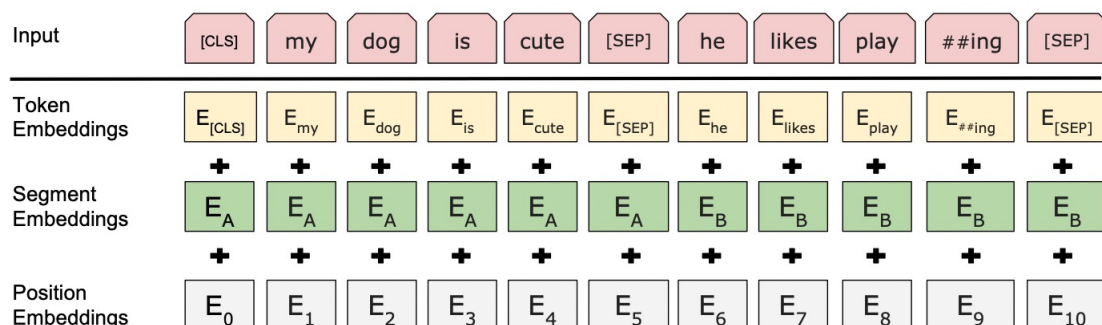 Input [CLS] my dog is cute [SEP] he likes play ##ing [SEP]
Token Embeddings E[CLS] Emy Edog Eis Ecute E[SEP] Ehe Elikes Eplay E##ing E[SEP]
+ + + + + + + + + + +
Segment Embeddings EA EA EA EA EA EA EB EB EB EB EB
+ + + + + + + + + + +
Position Embeddings E0 E1 E2 E3 E4 E5 E6 E7 E8 E9 E10